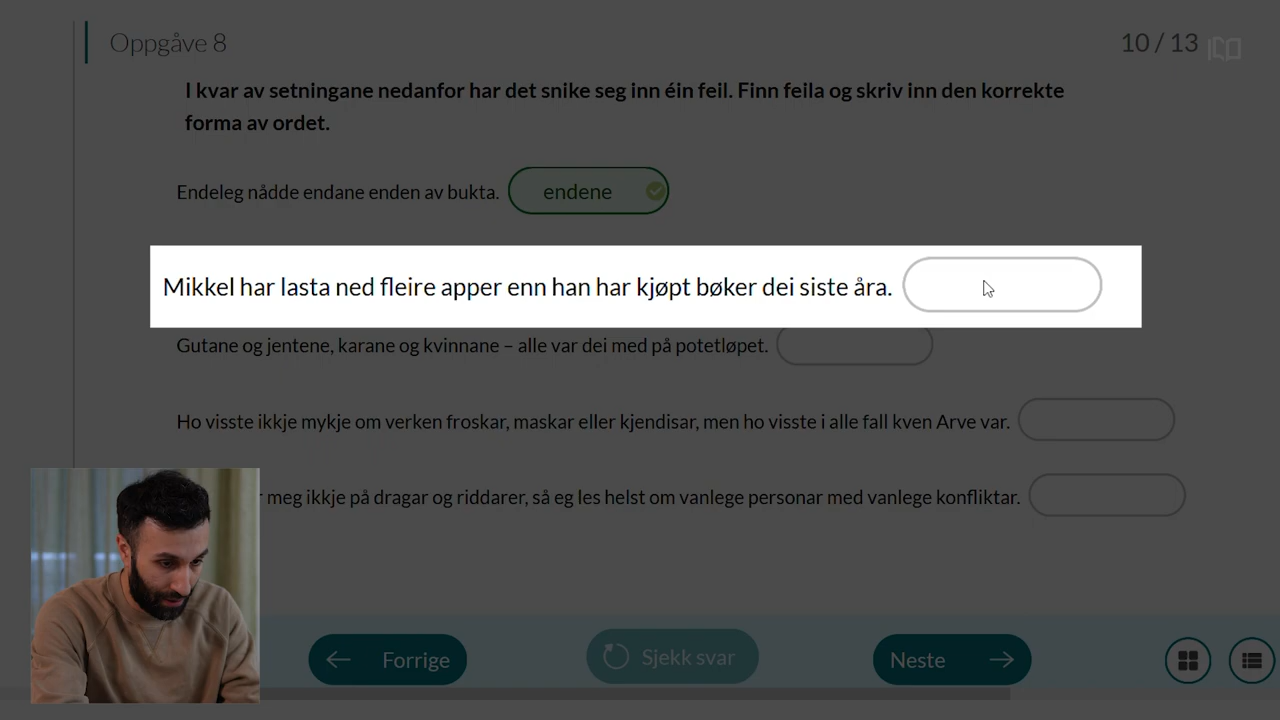 Oppgåve 8
10 / 13
I kvar av setningane nedanfor har det snike seg inn éin feil. Finn feila og skriv inn den korrekte
forma av ordet.
Endeleg nådde endane enden av bukta. endene
Mikkel har lasta ned fleire apper enn han har kjøpt bøker dei siste åra.
Gutane og jentene, karane og kvinnane – alle var dei med på potetløpet.
Ho visste ikkje mykje om verken froskar, maskar eller kjendisar, men ho visste i alle fall kven Arve var.
meg ikkje på dragar og riddarer, så eg les helst om vanlege personar med vanlege konfliktar.
Forrige
Sjekk svar
Neste